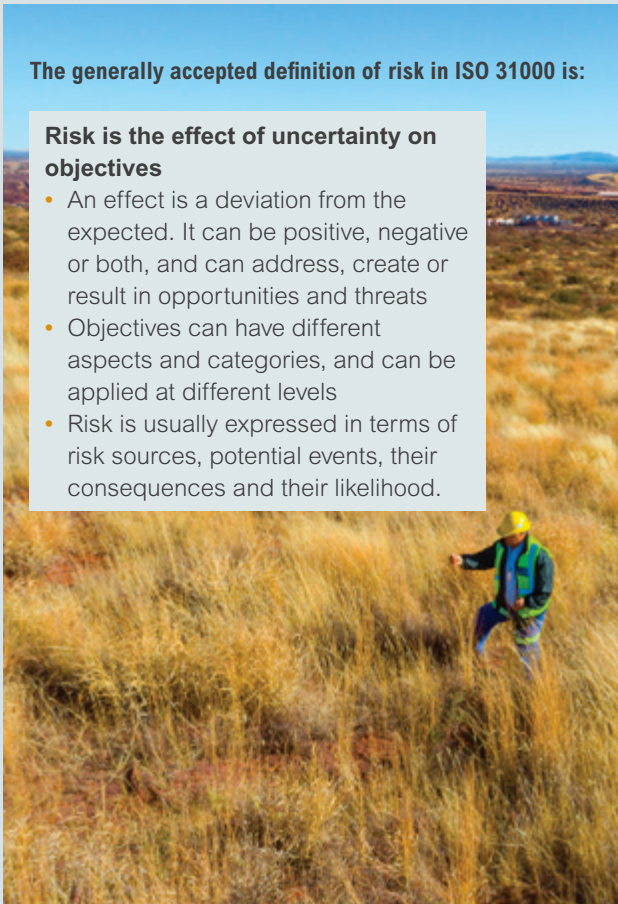 The generally accepted definition of risk in ISO 31000 is:
Risk is the effect of uncertainty on
objectives
• An effect is a deviation from the
expected. It can be positive, negative
or both, and can address, create or
result in opportunities and threats
• Objectives can have different
aspects and categories, and can be
applied at different levels
• Risk is usually expressed in terms of
risk sources, potential events, their
consequences and their likelihood.